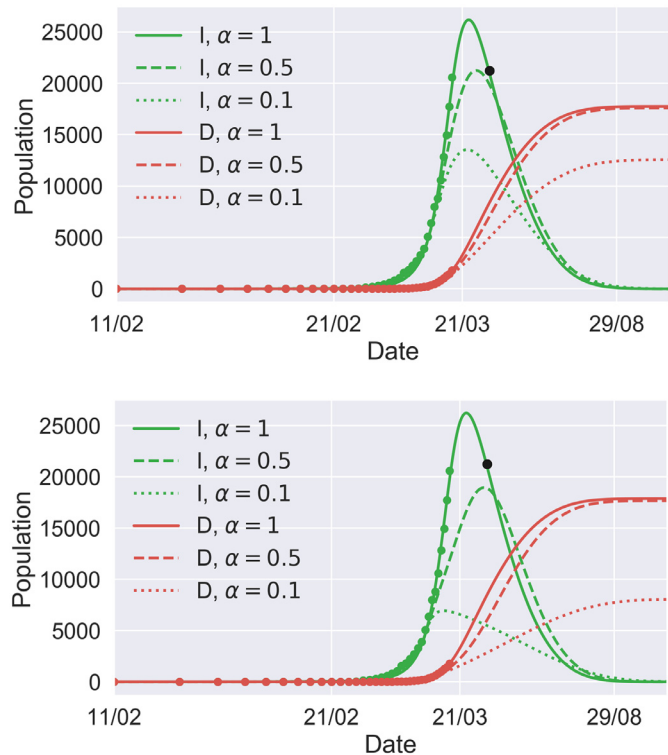 25000
20000
15000
10000
5000
0
Population
I, α = 1
I, α = 0.5
I, α = 0.1
D, α = 1
D, α = 0.5
D, α = 0.1
11/02 21/02 21/03 29/08
Date
25000
20000
15000
10000
5000
0
Population
I, α = 1
I, α = 0.5
I, α = 0.1
D, α = 1
D, α = 0.5
D, α = 0.1
11/02 21/02 21/03 29/08
Date